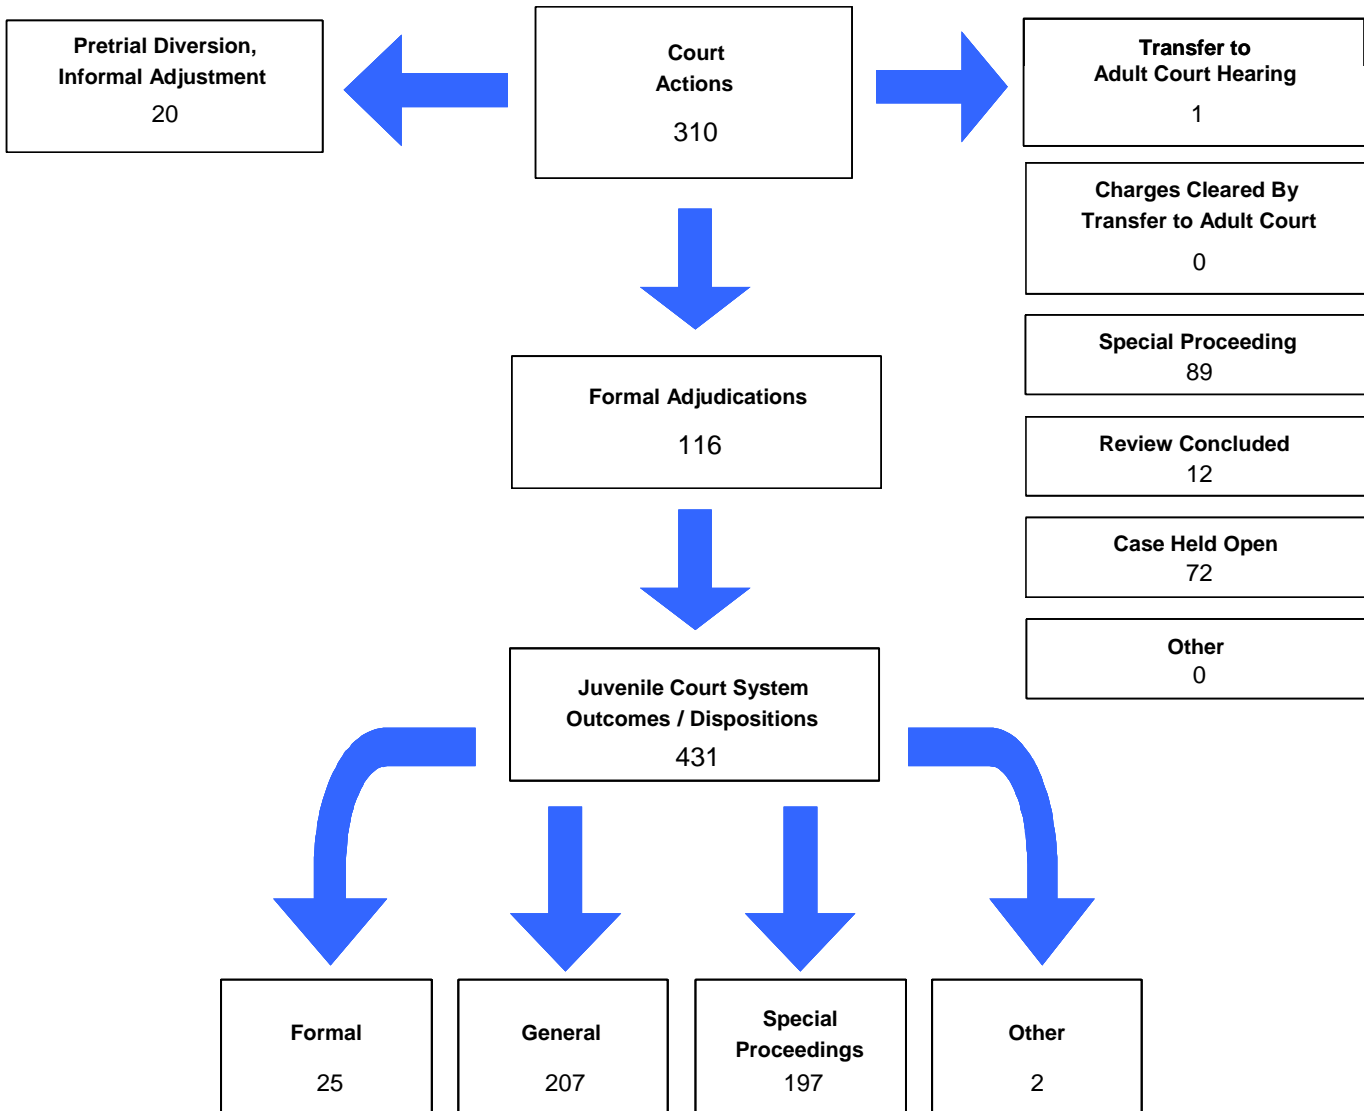 Pretrial Diversion,
Informal Adjustment
20
Court
Actions
310
Transfer to
Adult Court Hearing
1
Charges Cleared By
Transfer to Adult Court
0
Special Proceeding
89
Review Concluded
12
Case Held Open
72
Other
0
Formal Adjudications
116
Juvenile Court System
Outcomes / Dispositions
431
Formal
25
General
207
Special
Proceedings
197
Other
2